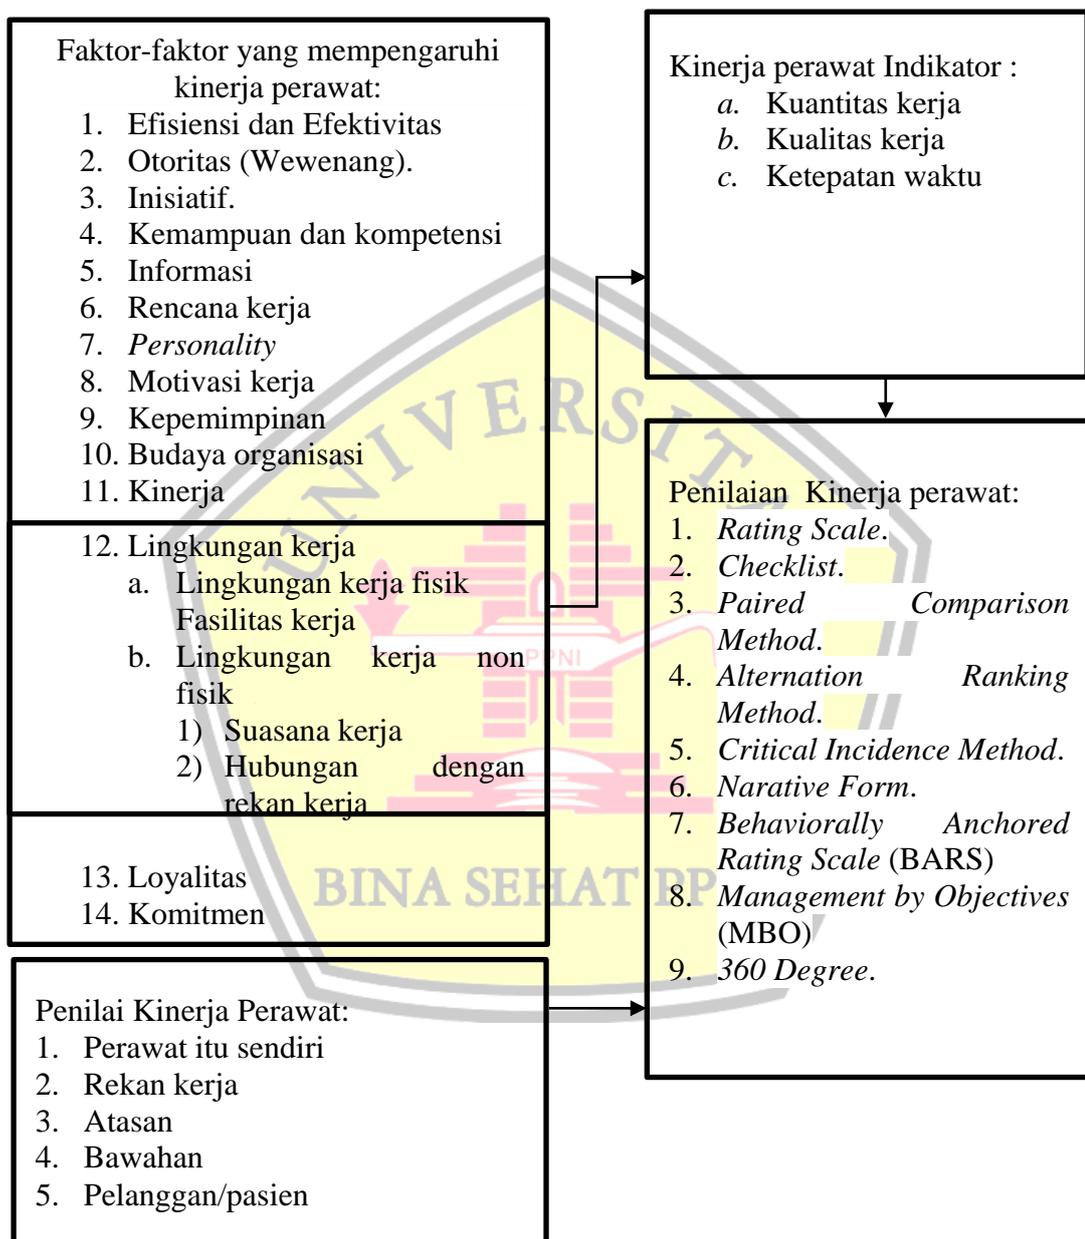 Faktor-faktor yang mempengaruhi
kinerja perawat:
1. Efisiensi dan Efektivitas
2. Otoritas (Wewenang).
3. Inisiatif.
4. Kemampuan dan kompetensi
5. Informasi
6. Rencana kerja
7. Personality
8. Motivasi kerja
9. Kepemimpinan
10. Budaya organisasi
11. Kinerja
12. Lingkungan kerja
a. Lingkungan kerja fisik
Fasilitas kerja
b. Lingkungan kerja non
fisik
1) Suasana kerja
2) Hubungan dengan
rekan kerja
13. Loyalitas
14. Komitmen
Penilai Kinerja Perawat:
1. Perawat itu sendiri
2. Rekan kerja
3. Atasan
4. Bawahan
5. Pelanggan/pasien
Kinerja perawat Indikator :
a. Kuantitas kerja
b. Kualitas kerja
c. Ketepatan waktu
Penilaian Kinerja perawat:
1. Rating Scale.
2. Checklist.
3. Paired Comparison
Method.
4. Alternation Ranking
Method.
5. Critical Incidence Method.
6. Narative Form.
7. Behaviorally Anchored
Rating Scale (BARS)
8. Management by Objectives
(MBO)
9. 360 Degree.
UNIVERSITA
PPNI
BINA SEHAT PP